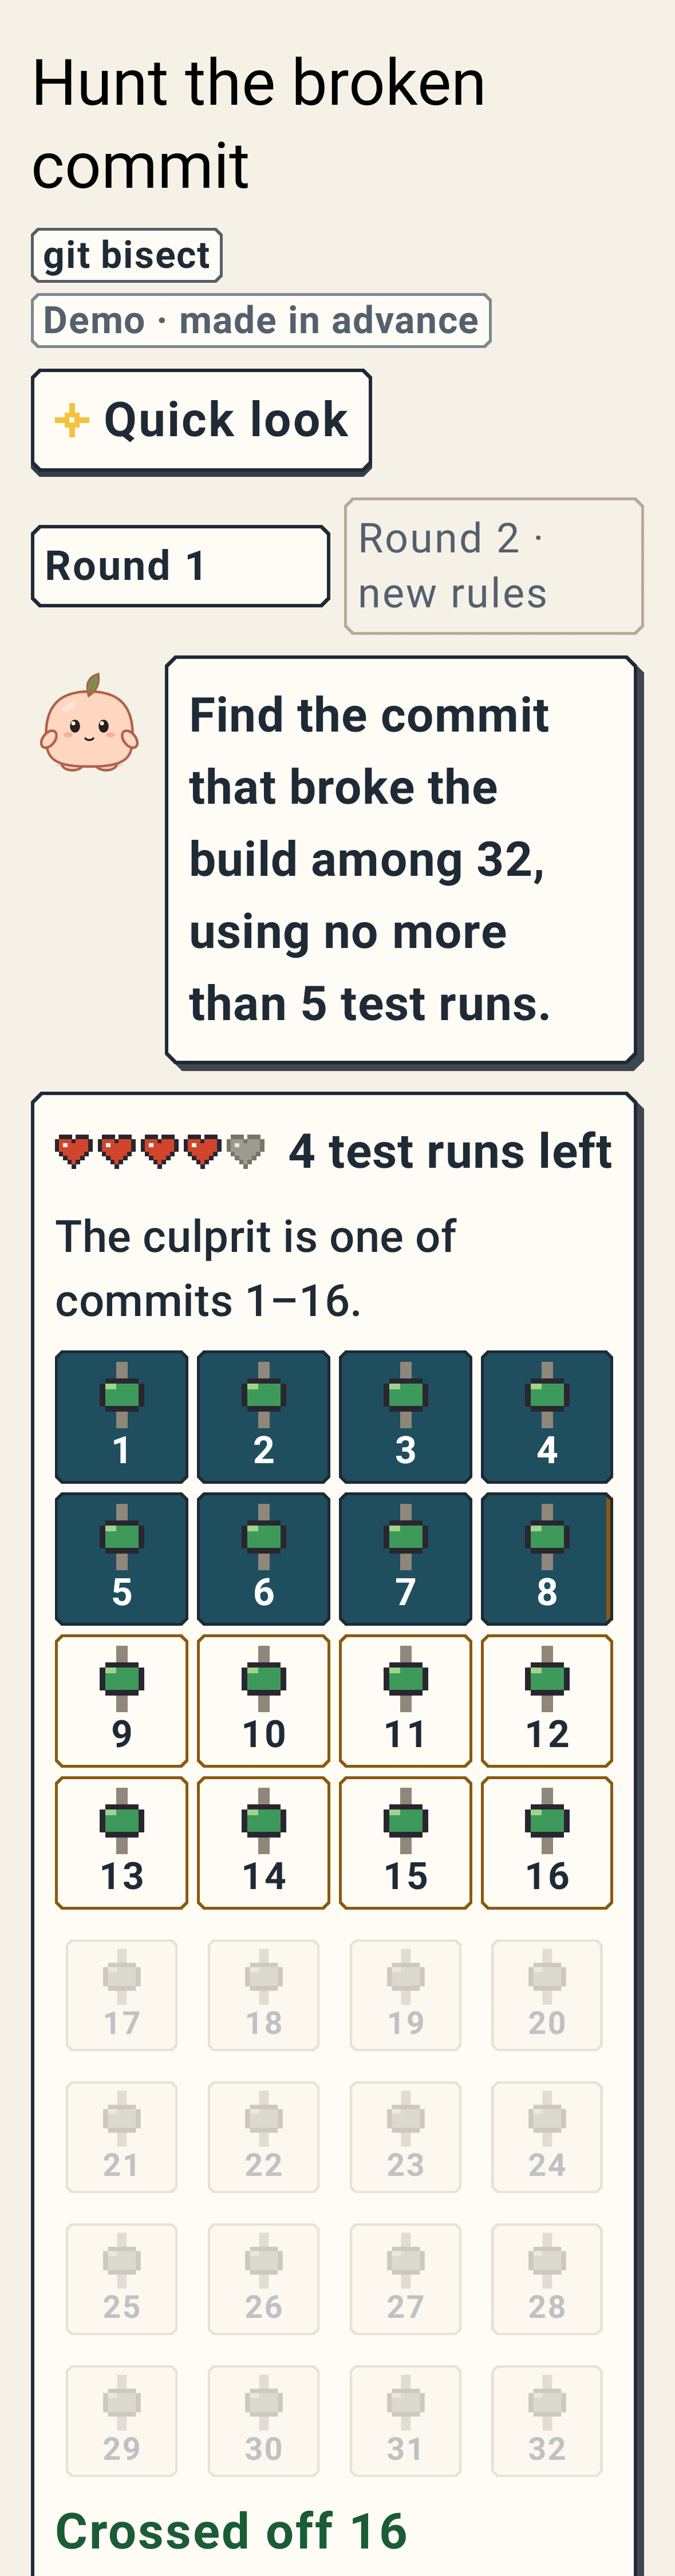 Hunt the broken
commit
git bisect
Demo · made in advance
Quick look
Round 1
Round 2 ·
new rules
Find the commit
that broke the
build among 32,
using no more
than 5 test runs.
4 test runs left
The culprit is one of
commits 1–16.
1 2 3 4
5 6 7 8
9 10 11 12
13 14 15 16
17 18 19 20
21 22 23 24
25 26 27 28
29 30 31 32
Crossed off 16